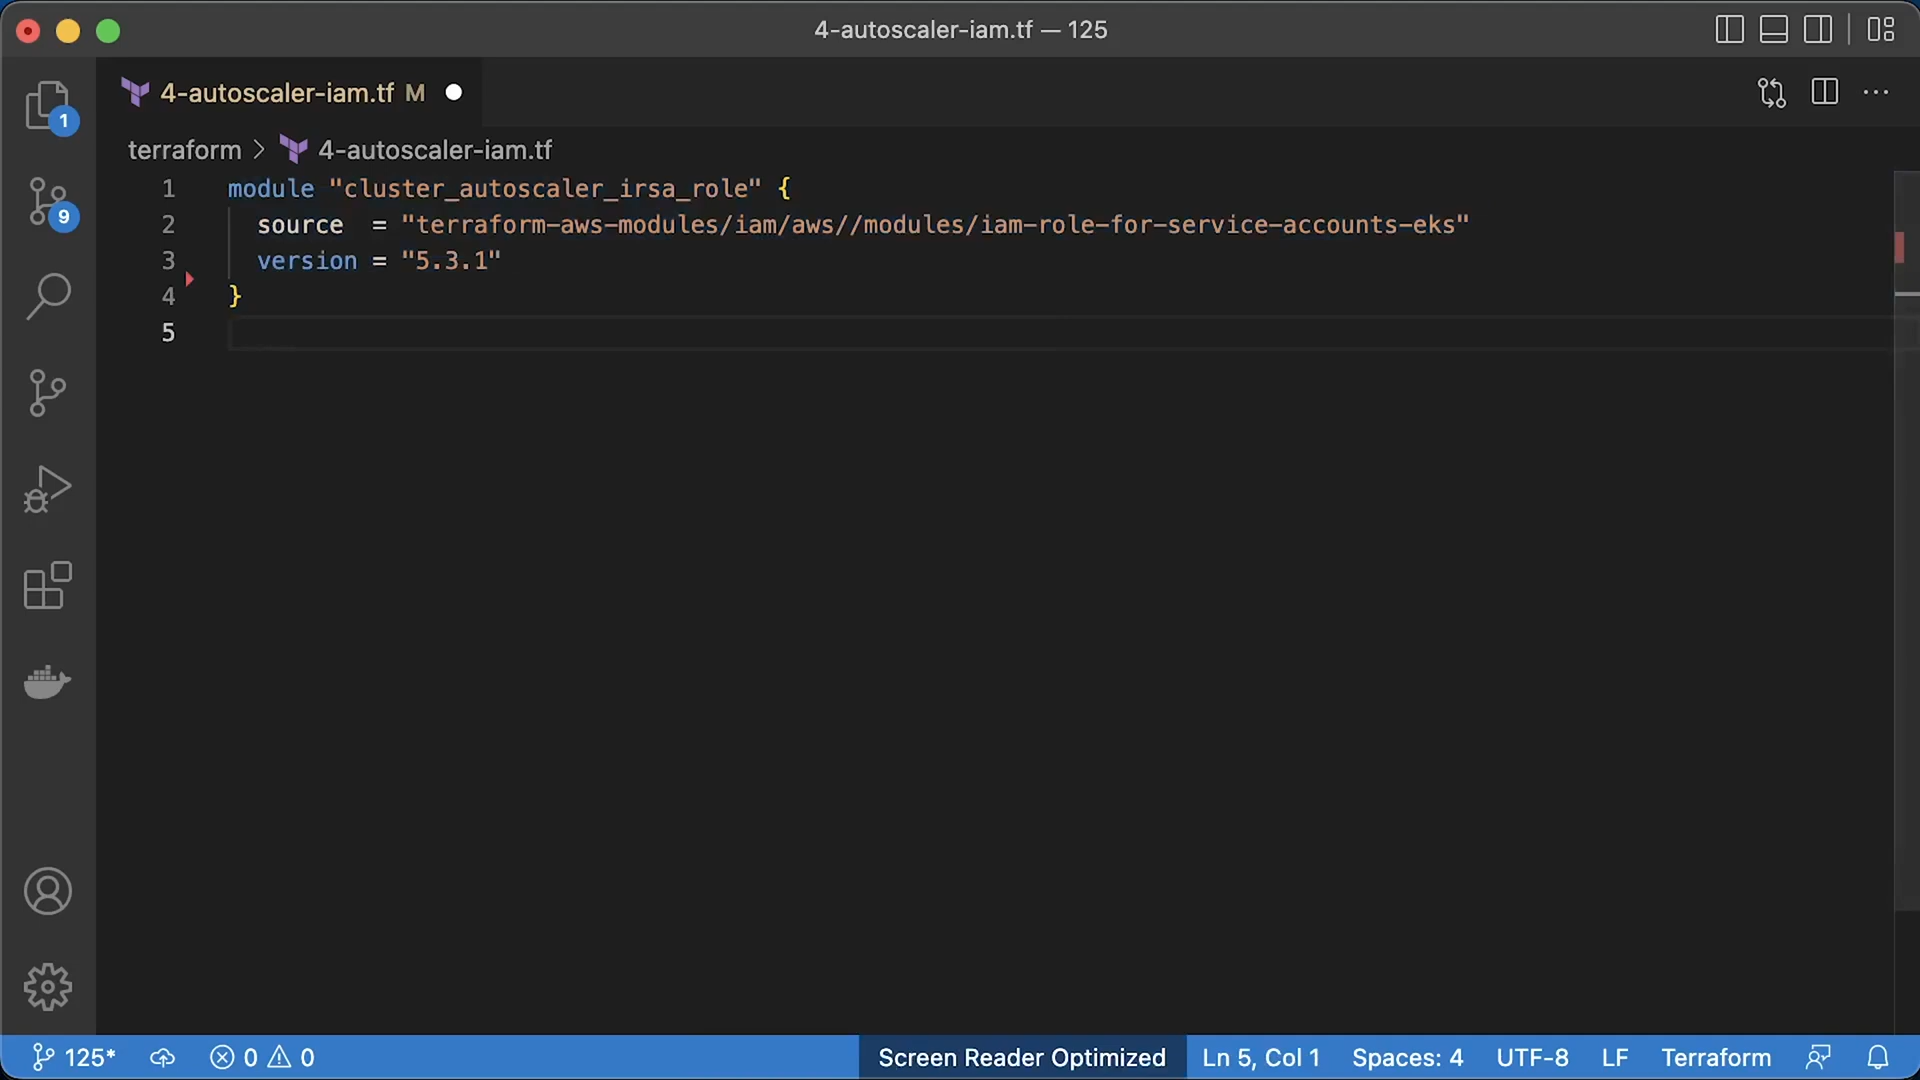 4-autoscaler-iam.tf — 125
4-autoscaler-iam.tf M
1
terraform > 4-autoscaler-iam.tf
1 module "cluster_autoscaler_irsa_role" {
2 source = "terraform-aws-modules/iam/aws//modules/iam-role-for-service-accounts-eks"
9
3 version = "5.3.1"
4 }
5
125* 0 0 Screen Reader Optimized Ln 5, Col 1 Spaces: 4 UTF-8 LF Terraform